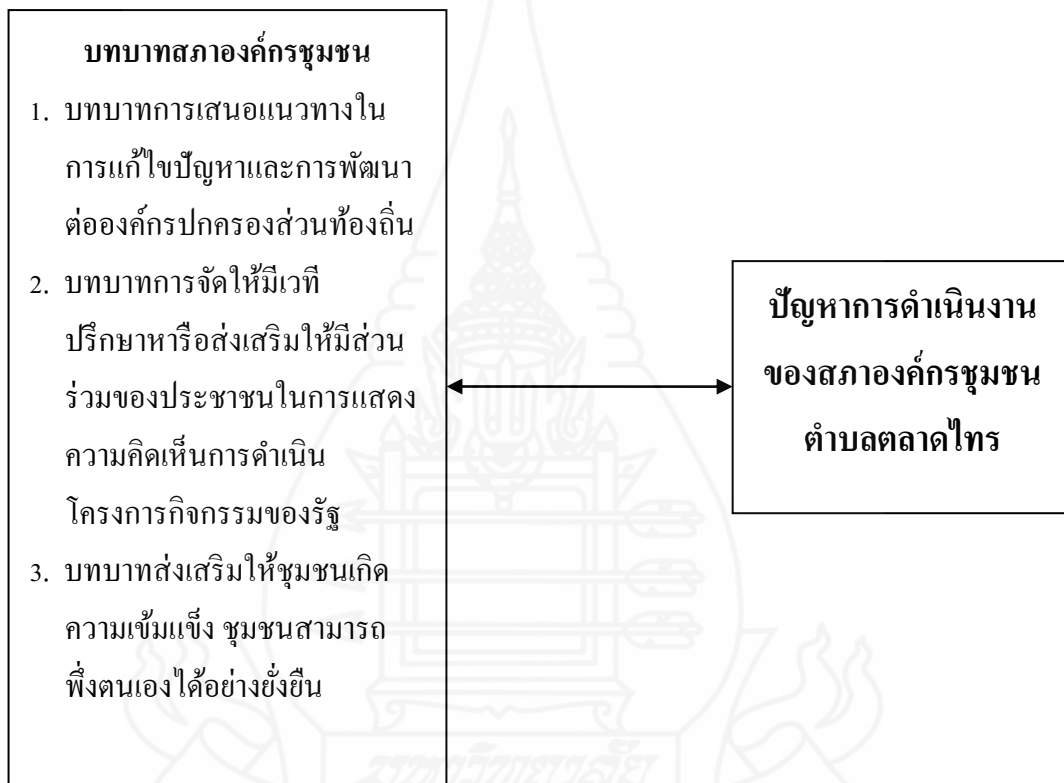 บทบาทสภาองค์กรชุมชน
1. บทบาทการเสนอแนวทางใน
การแก้ไขปัญหาและการพัฒนา
ต่อองค์กรปกครองส่วนท้องถิ่น
2. บทบาทการจัดให้มีเวที
ปรึกษาหารือส่งเสริมให้มีส่วน
ร่วมของประชาชนในการแสดง
ความคิดเห็นการดำเนิน
โครงการกิจกรรมของรัฐ
3. บทบาทส่งเสริมให้ชุมชนเกิด
ความเข้มแข็ง ชุมชนสามารถ
พึ่งตนเองได้อย่างยั่งยืน
ปัญหาการดำเนินงาน
ของสภาองค์กรชุมชน
ตำบลตลาดไทร